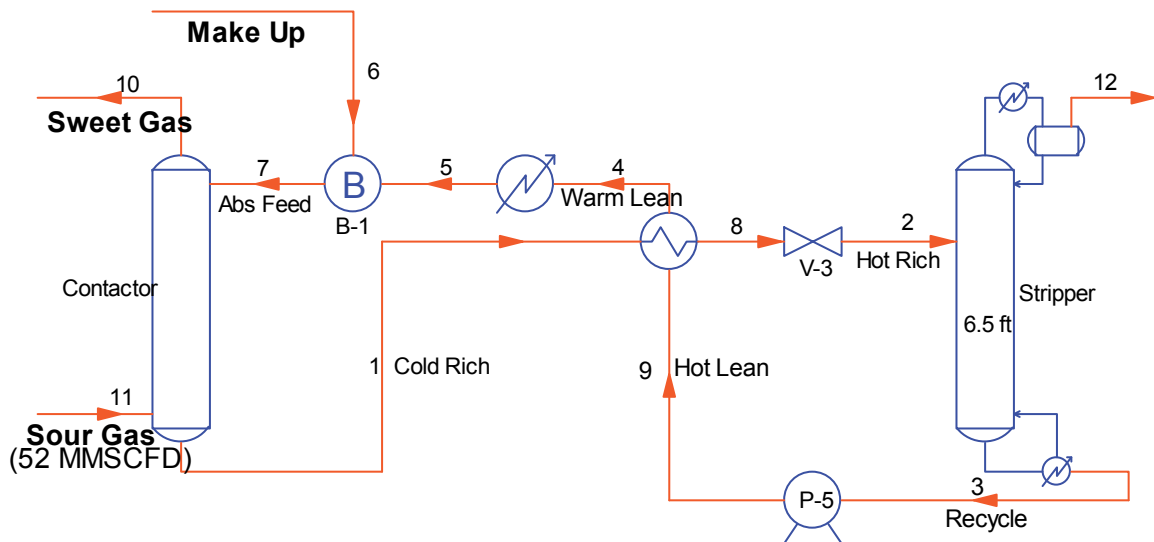 Make Up
6
10
Sweet Gas
12
7
Abs Feed
B
B-1
5
4
Warm Lean
8
V-3
2
Hot Rich
Contactor
Stripper
6.5 ft
1
Cold Rich
9
Hot Lean
11
Sour Gas
(52 MMSCFD)
P-5
3
Recycle